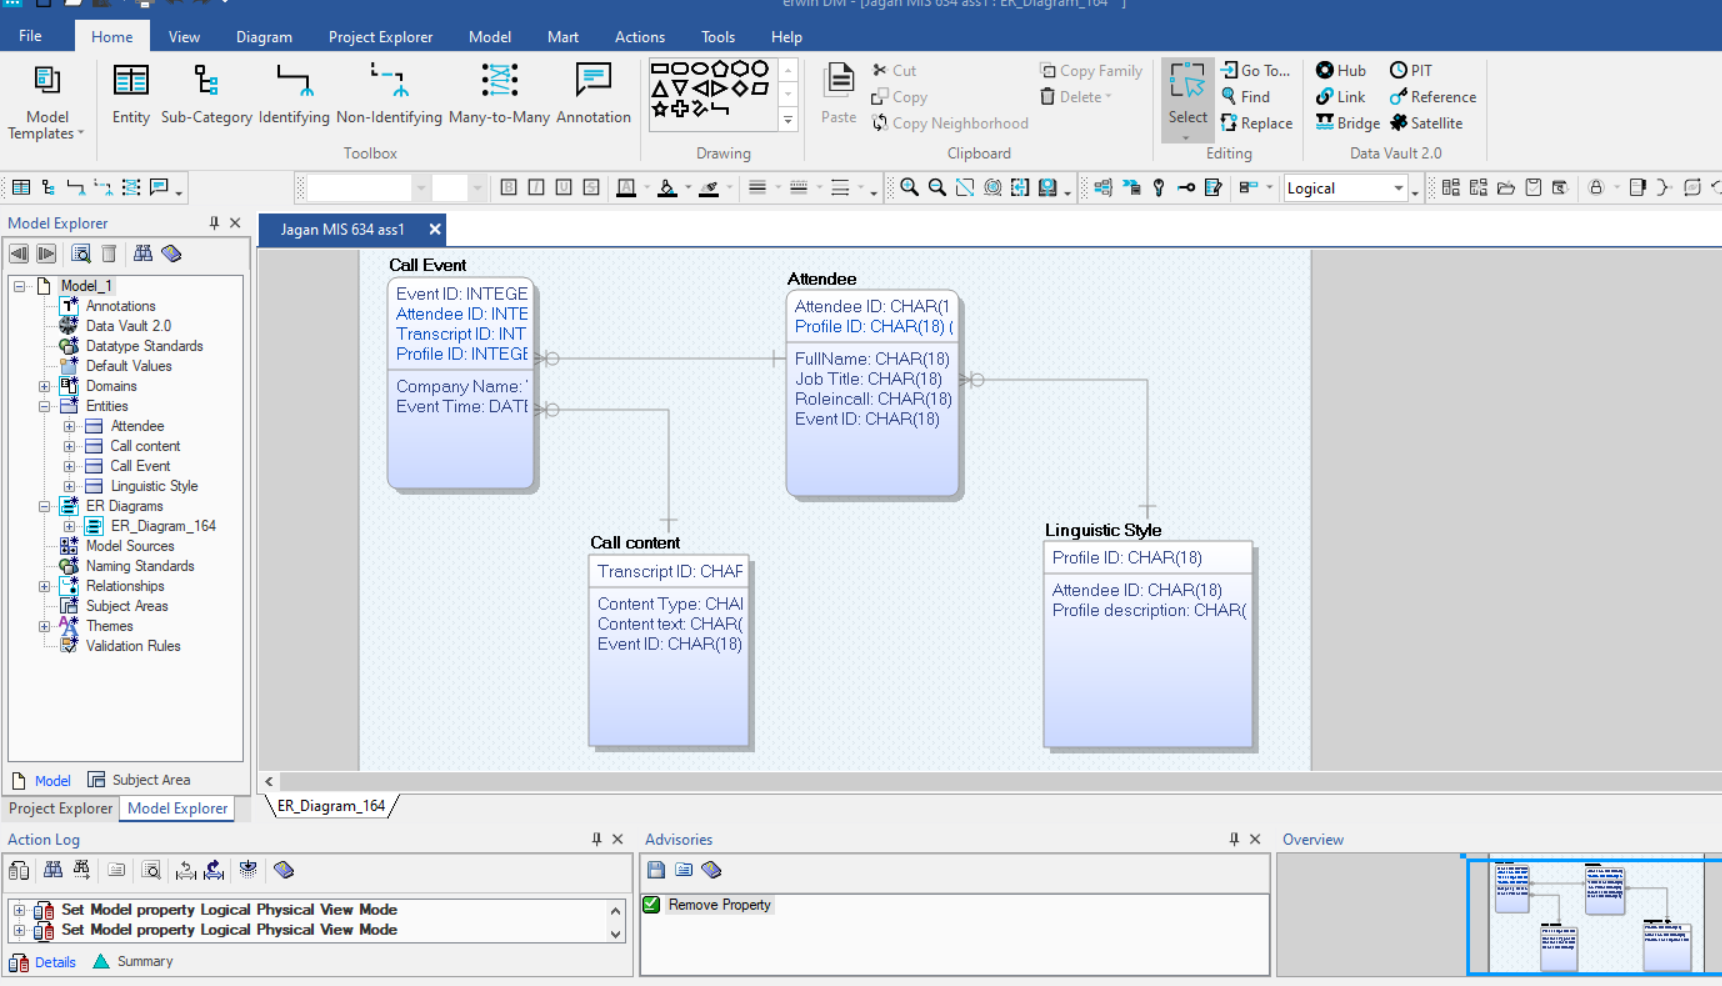 erwin DM - [Jagan MIS 634 ass1 : ER_Diagram_164 * ]
File Home View Diagram Project Explorer Model Mart Actions Tools Help
Model Templates
Entity Sub-Category Identifying Non-Identifying Many-to-Many Annotation
Toolbox
Drawing
Paste
Cut
Copy
Copy Neighborhood
Copy Family
Delete
Clipboard
Select
Go To...
Find
Replace
Editing
Hub PIT
Link Reference
Bridge Satellite
Data Vault 2.0
B I U S A
Logical
Model Explorer
Model_1
Annotations
Data Vault 2.0
Datatype Standards
Default Values
Domains
Entities
Attendee
Call content
Call Event
Linguistic Style
ER Diagrams
ER_Diagram_164
Model Sources
Naming Standards
Relationships
Subject Areas
Themes
Validation Rules
Model Subject Area
Project Explorer Model Explorer
Jagan MIS 634 ass1
Call Event
Event ID: INTEGE
Attendee ID: INTE
Transcript ID: INT
Profile ID: INTEGE
Company Name: '
Event Time: DATE
Attendee
Attendee ID: CHAR(1
Profile ID: CHAR(18) (
FullName: CHAR(18)
Job Title: CHAR(18)
Roleincall: CHAR(18)
Event ID: CHAR(18)
Call content
Transcript ID: CHAF
Content Type: CHAI
Content text: CHAR(
Event ID: CHAR(18)
Linguistic Style
Profile ID: CHAR(18)
Attendee ID: CHAR(18)
Profile description: CHAR(
ER_Diagram_164
Action Log
Set Model property Logical Physical View Mode
Set Model property Logical Physical View Mode
Details Summary
Advisories
Remove Property
Overview